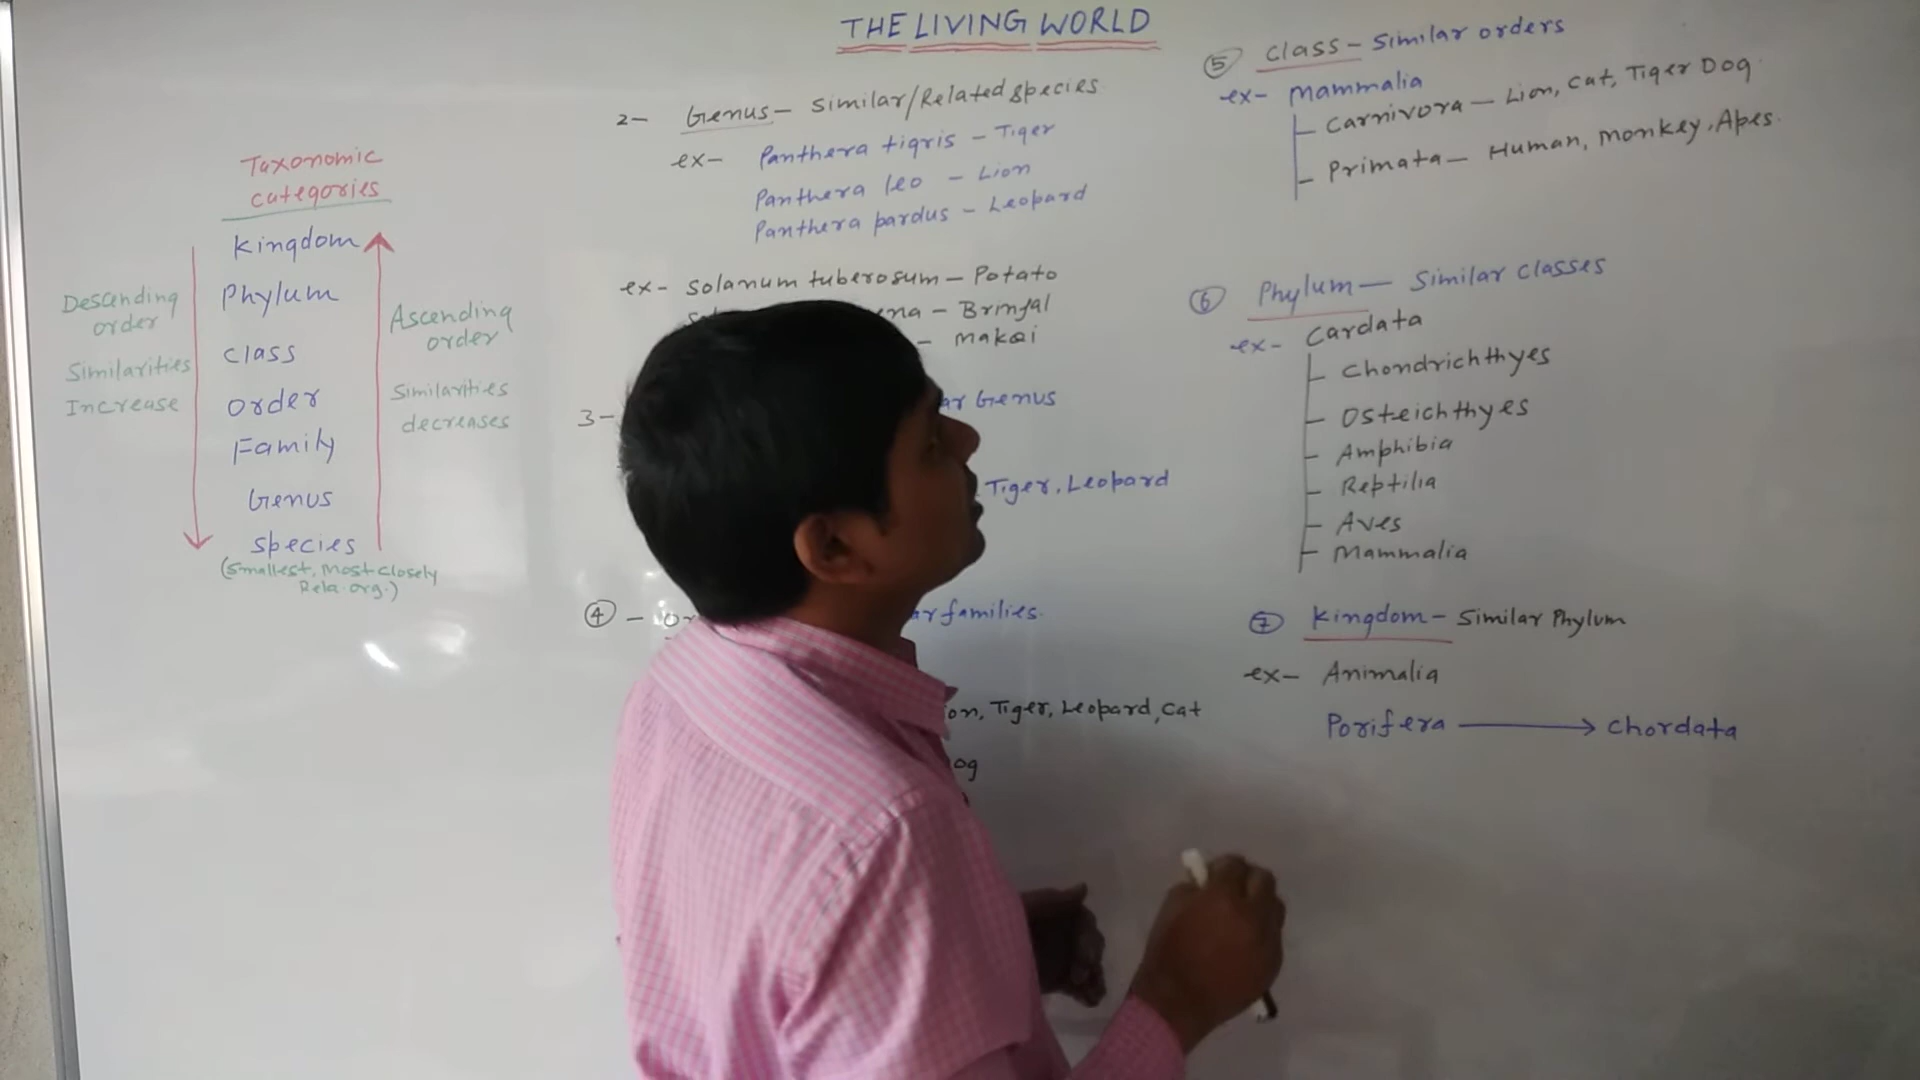 THE LIVING WORLD
Taxonomic
categories
Kingdom
Phylum
Class
Order
Family
Genus
Species
(Smallest, Most Closely
Rela. org.)
Descending
order
Similarities
Increase
Ascending
order
Similarities
decreases
2- Genus- Similar/Related Species
ex- Panthera tigris - Tiger
Panthera leo - Lion
Panthera pardus - Leopard
ex- Solanum tuberosum - Potato
- Brinjal
- makoi
3- Genus
Tiger, Leopard
④ - families.
Tiger, Leopard, Cat
⑤ Class - Similar orders
ex- Mammalia
Carnivora - Lion, Cat, Tiger Dog
Primata - Human, Monkey, Apes.
⑥ Phylum - Similar Classes
ex- Cardata
Chondrichthyes
Osteichthyes
Amphibia
Reptilia
Aves
Mammalia
⑦ Kingdom - Similar Phylum
ex- Animalia
Porifera → Chordata